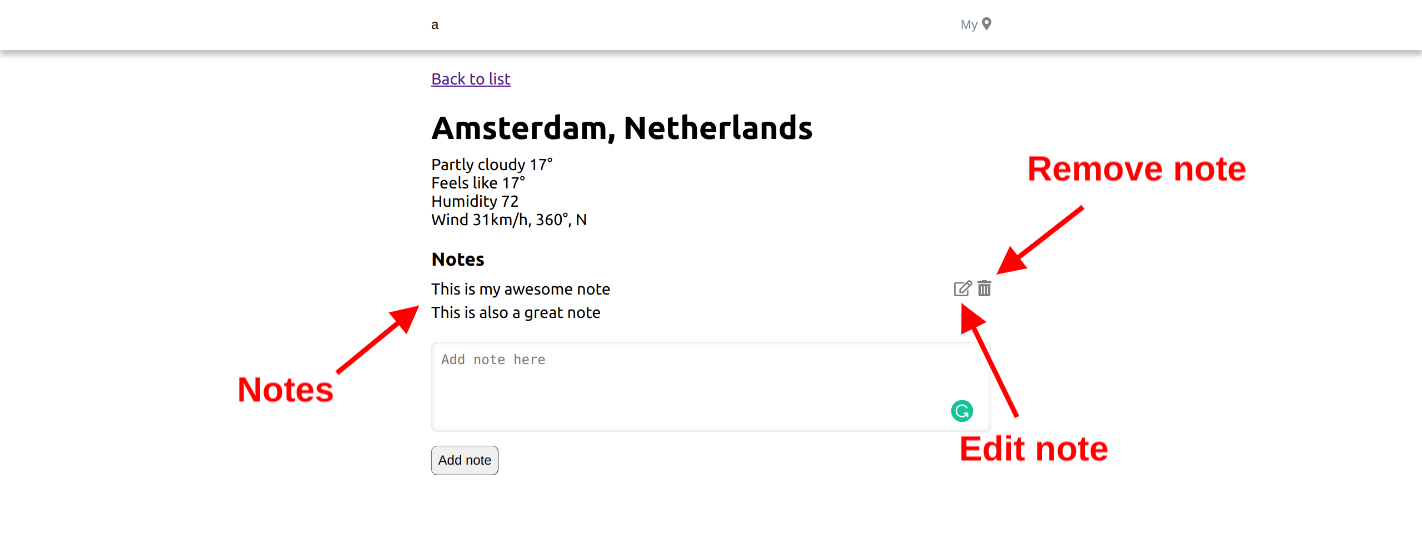 a
My
Back to list
Amsterdam, Netherlands
Partly cloudy 17°
Feels like 17°
Humidity 72
Wind 31km/h, 360°, N
Remove note
Notes
This is my awesome note
This is also a great note
Notes
Add note here
Edit note
Add note